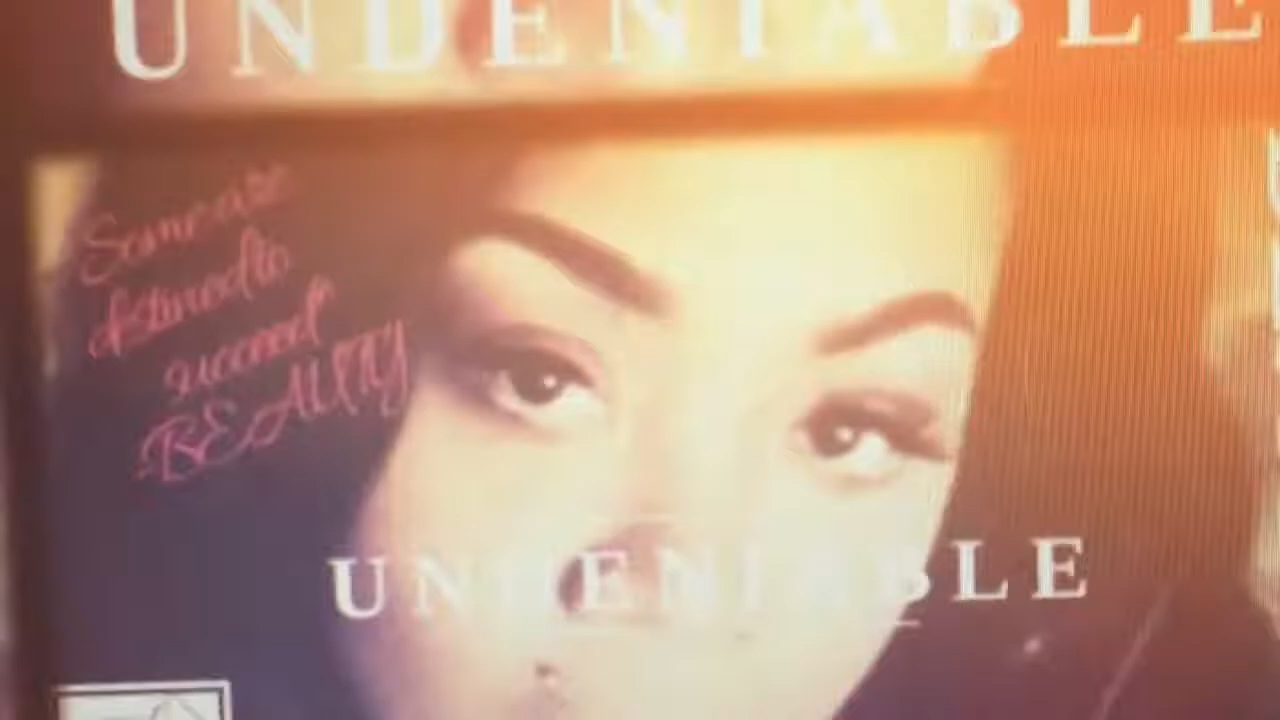 UNDENIABLE
Some are
destined to
succeed
BEAUTY
UNDENIABLE